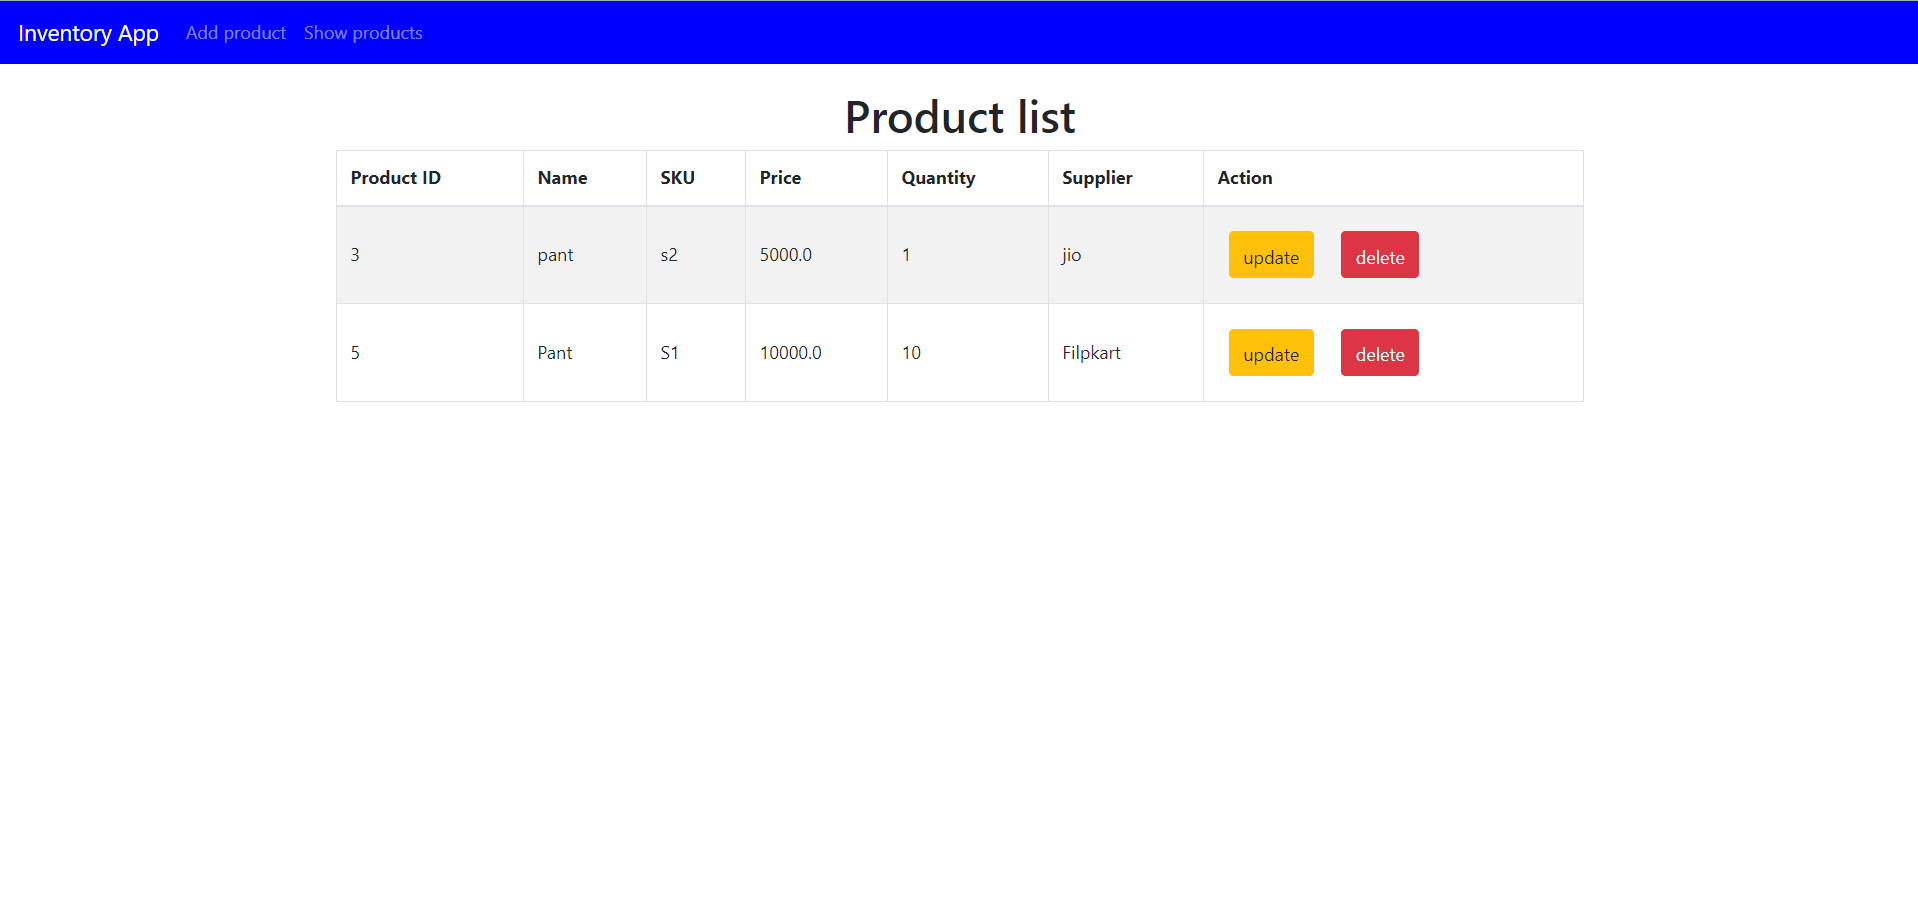 Inventory App Add product Show products
Product list
Product ID Name SKU Price Quantity Supplier Action
3 pant s2 5000.0 1 jio update delete
5 Pant S1 10000.0 10 Filpkart update delete